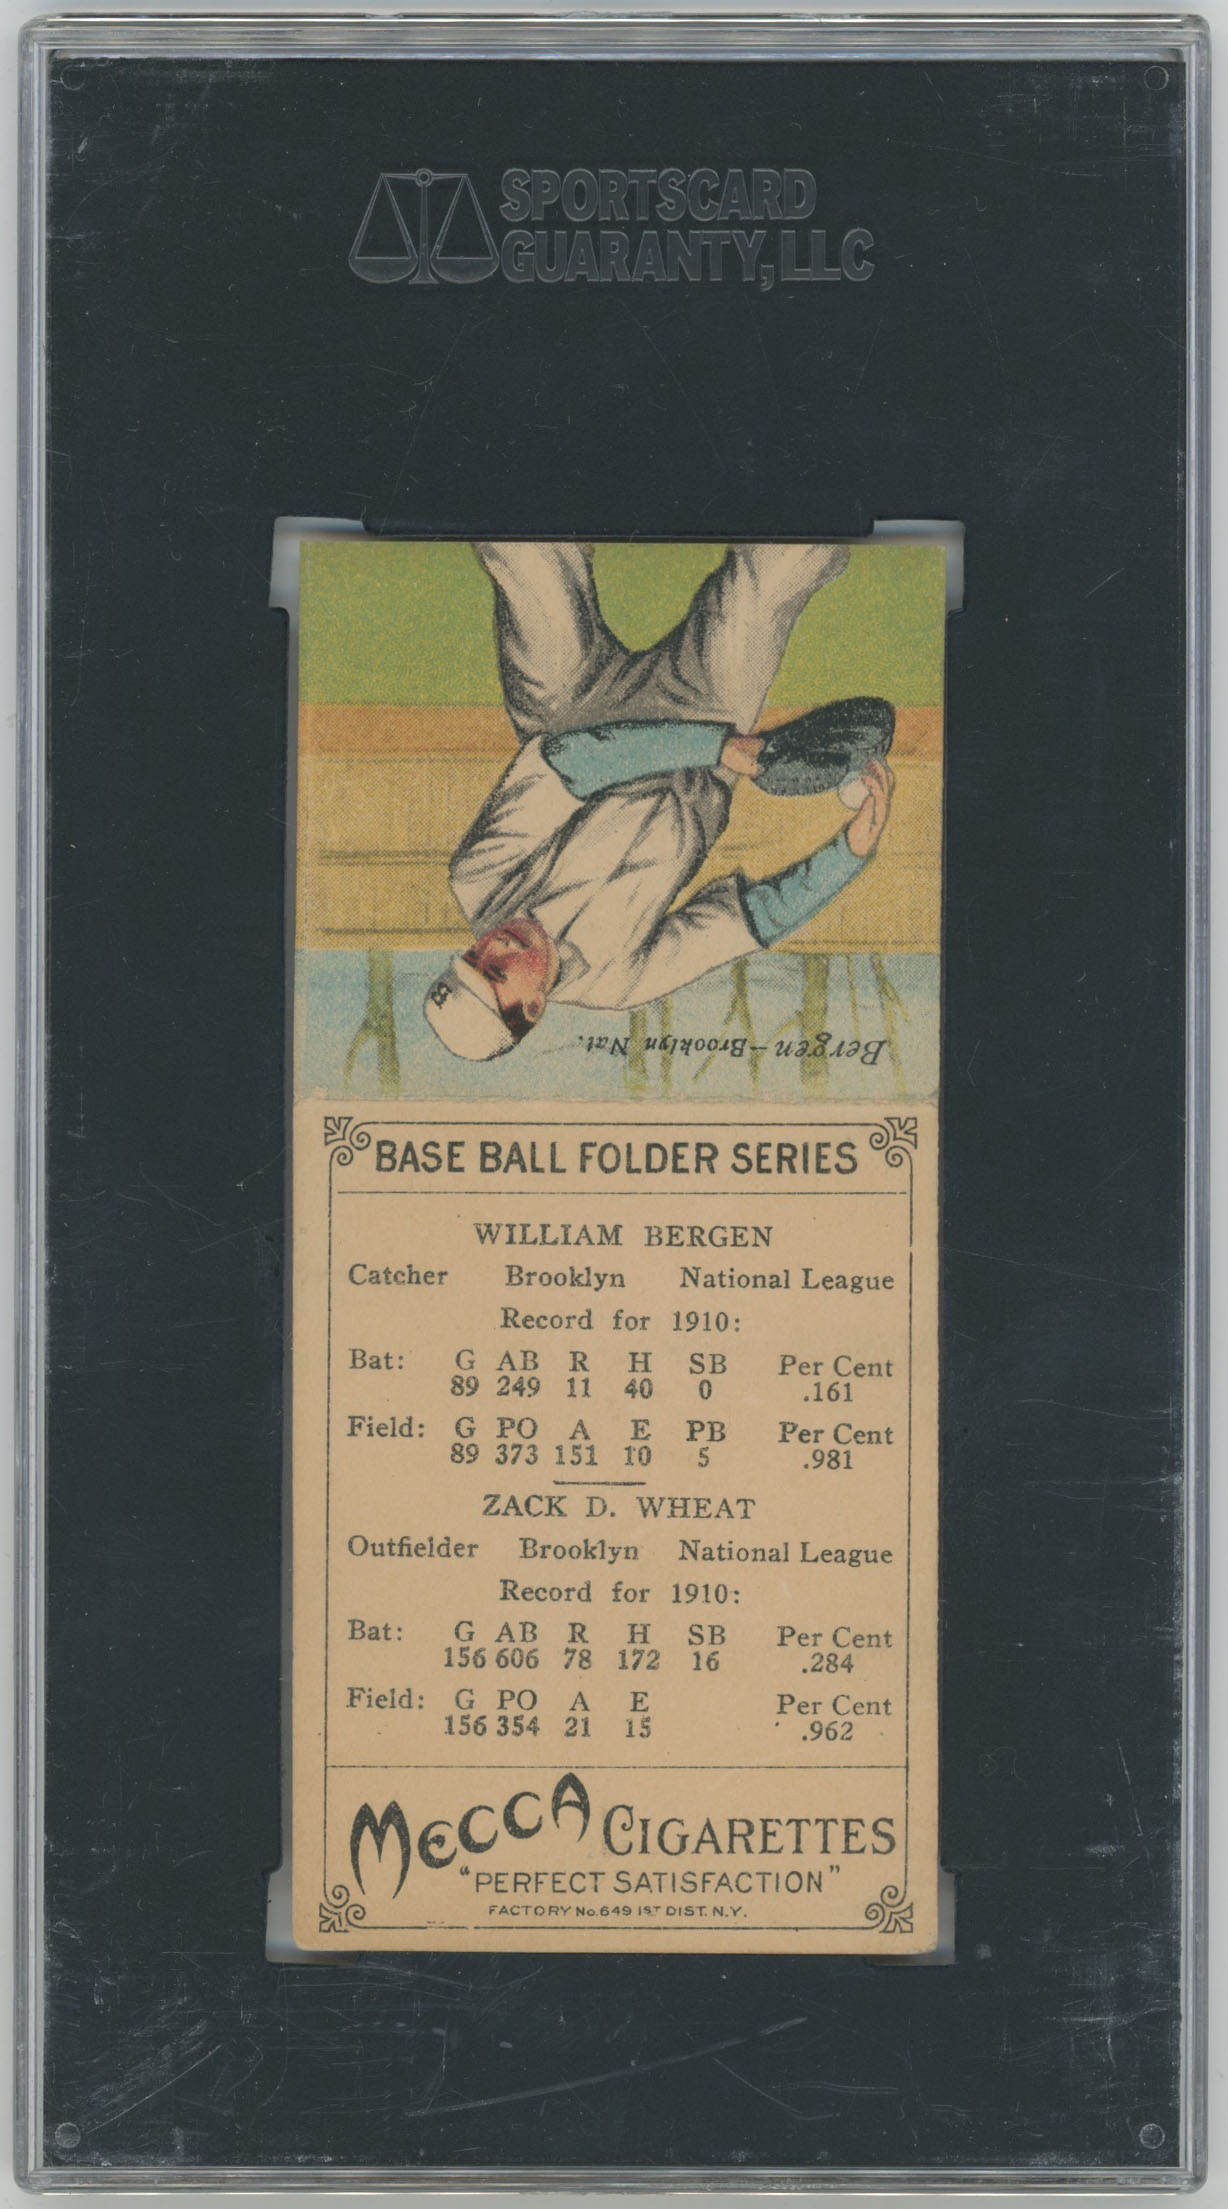 SPORTSCARD
GUARANTY, LLC
B
Bergen-Brooklyn Nat.
BASE BALL FOLDER SERIES
WILLIAM BERGEN
Catcher Brooklyn National League
Record for 1910:
Bat: G AB R H SB Per Cent
89 249 11 40 0 .161
Field: G PO A E PB Per Cent
89 373 151 10 5 .981
ZACK D. WHEAT
Outfielder Brooklyn National League
Record for 1910:
Bat: G AB R H SB Per Cent
156 606 78 172 16 .284
Field: G PO A E Per Cent
156 354 21 15 .962
MECCA CIGARETTES
"PERFECT SATISFACTION"
FACTORY No. 649 1ST DIST. N.Y.